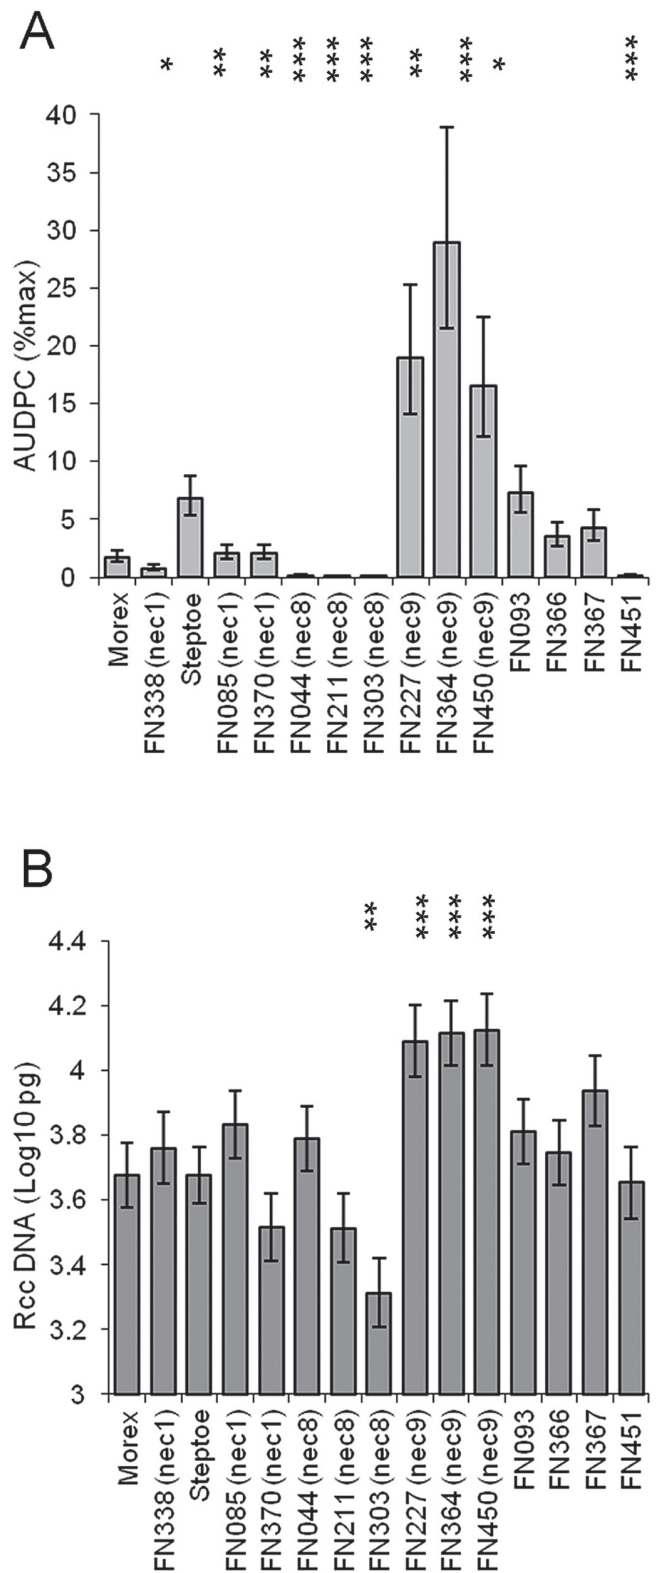 A
* ** ** *** *** *** ** *** * ***
AUDPC (%max)
40
35
30
25
20
15
10
5
0
Morex
FN338 (nec1)
Steptoe
FN085 (nec1)
FN370 (nec1)
FN044 (nec8)
FN211 (nec8)
FN303 (nec8)
FN227 (nec9)
FN364 (nec9)
FN450 (nec9)
FN093
FN366
FN367
FN451
B
** *** *** ***
Rcc DNA (Log10 pg)
4.4
4.2
4
3.8
3.6
3.4
3.2
3
Morex
FN338 (nec1)
Steptoe
FN085 (nec1)
FN370 (nec1)
FN044 (nec8)
FN211 (nec8)
FN303 (nec8)
FN227 (nec9)
FN364 (nec9)
FN450 (nec9)
FN093
FN366
FN367
FN451